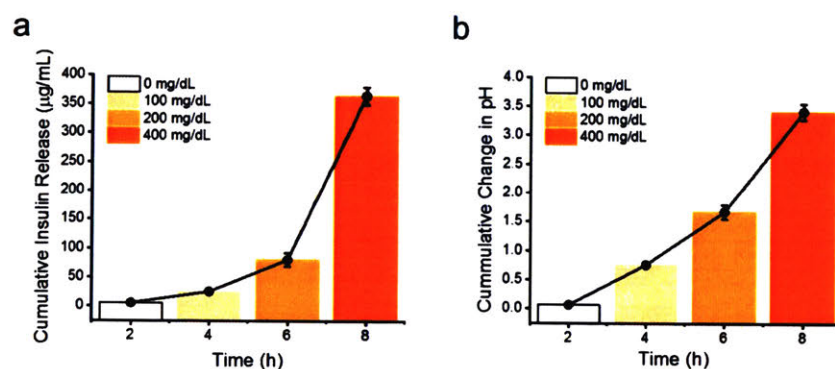 a
Cumulative Insulin Release (µg/mL)
400
350
300
250
200
150
100
50
0
0 mg/dL
100 mg/dL
200 mg/dL
400 mg/dL
2 4 6 8
Time (h)
b
Cummulative Change in pH
4.0
3.5
3.0
2.5
2.0
1.5
1.0
0.5
0.0
0 mg/dL
100 mg/dL
200 mg/dL
400 mg/dL
2 4 6 8
Time (h)